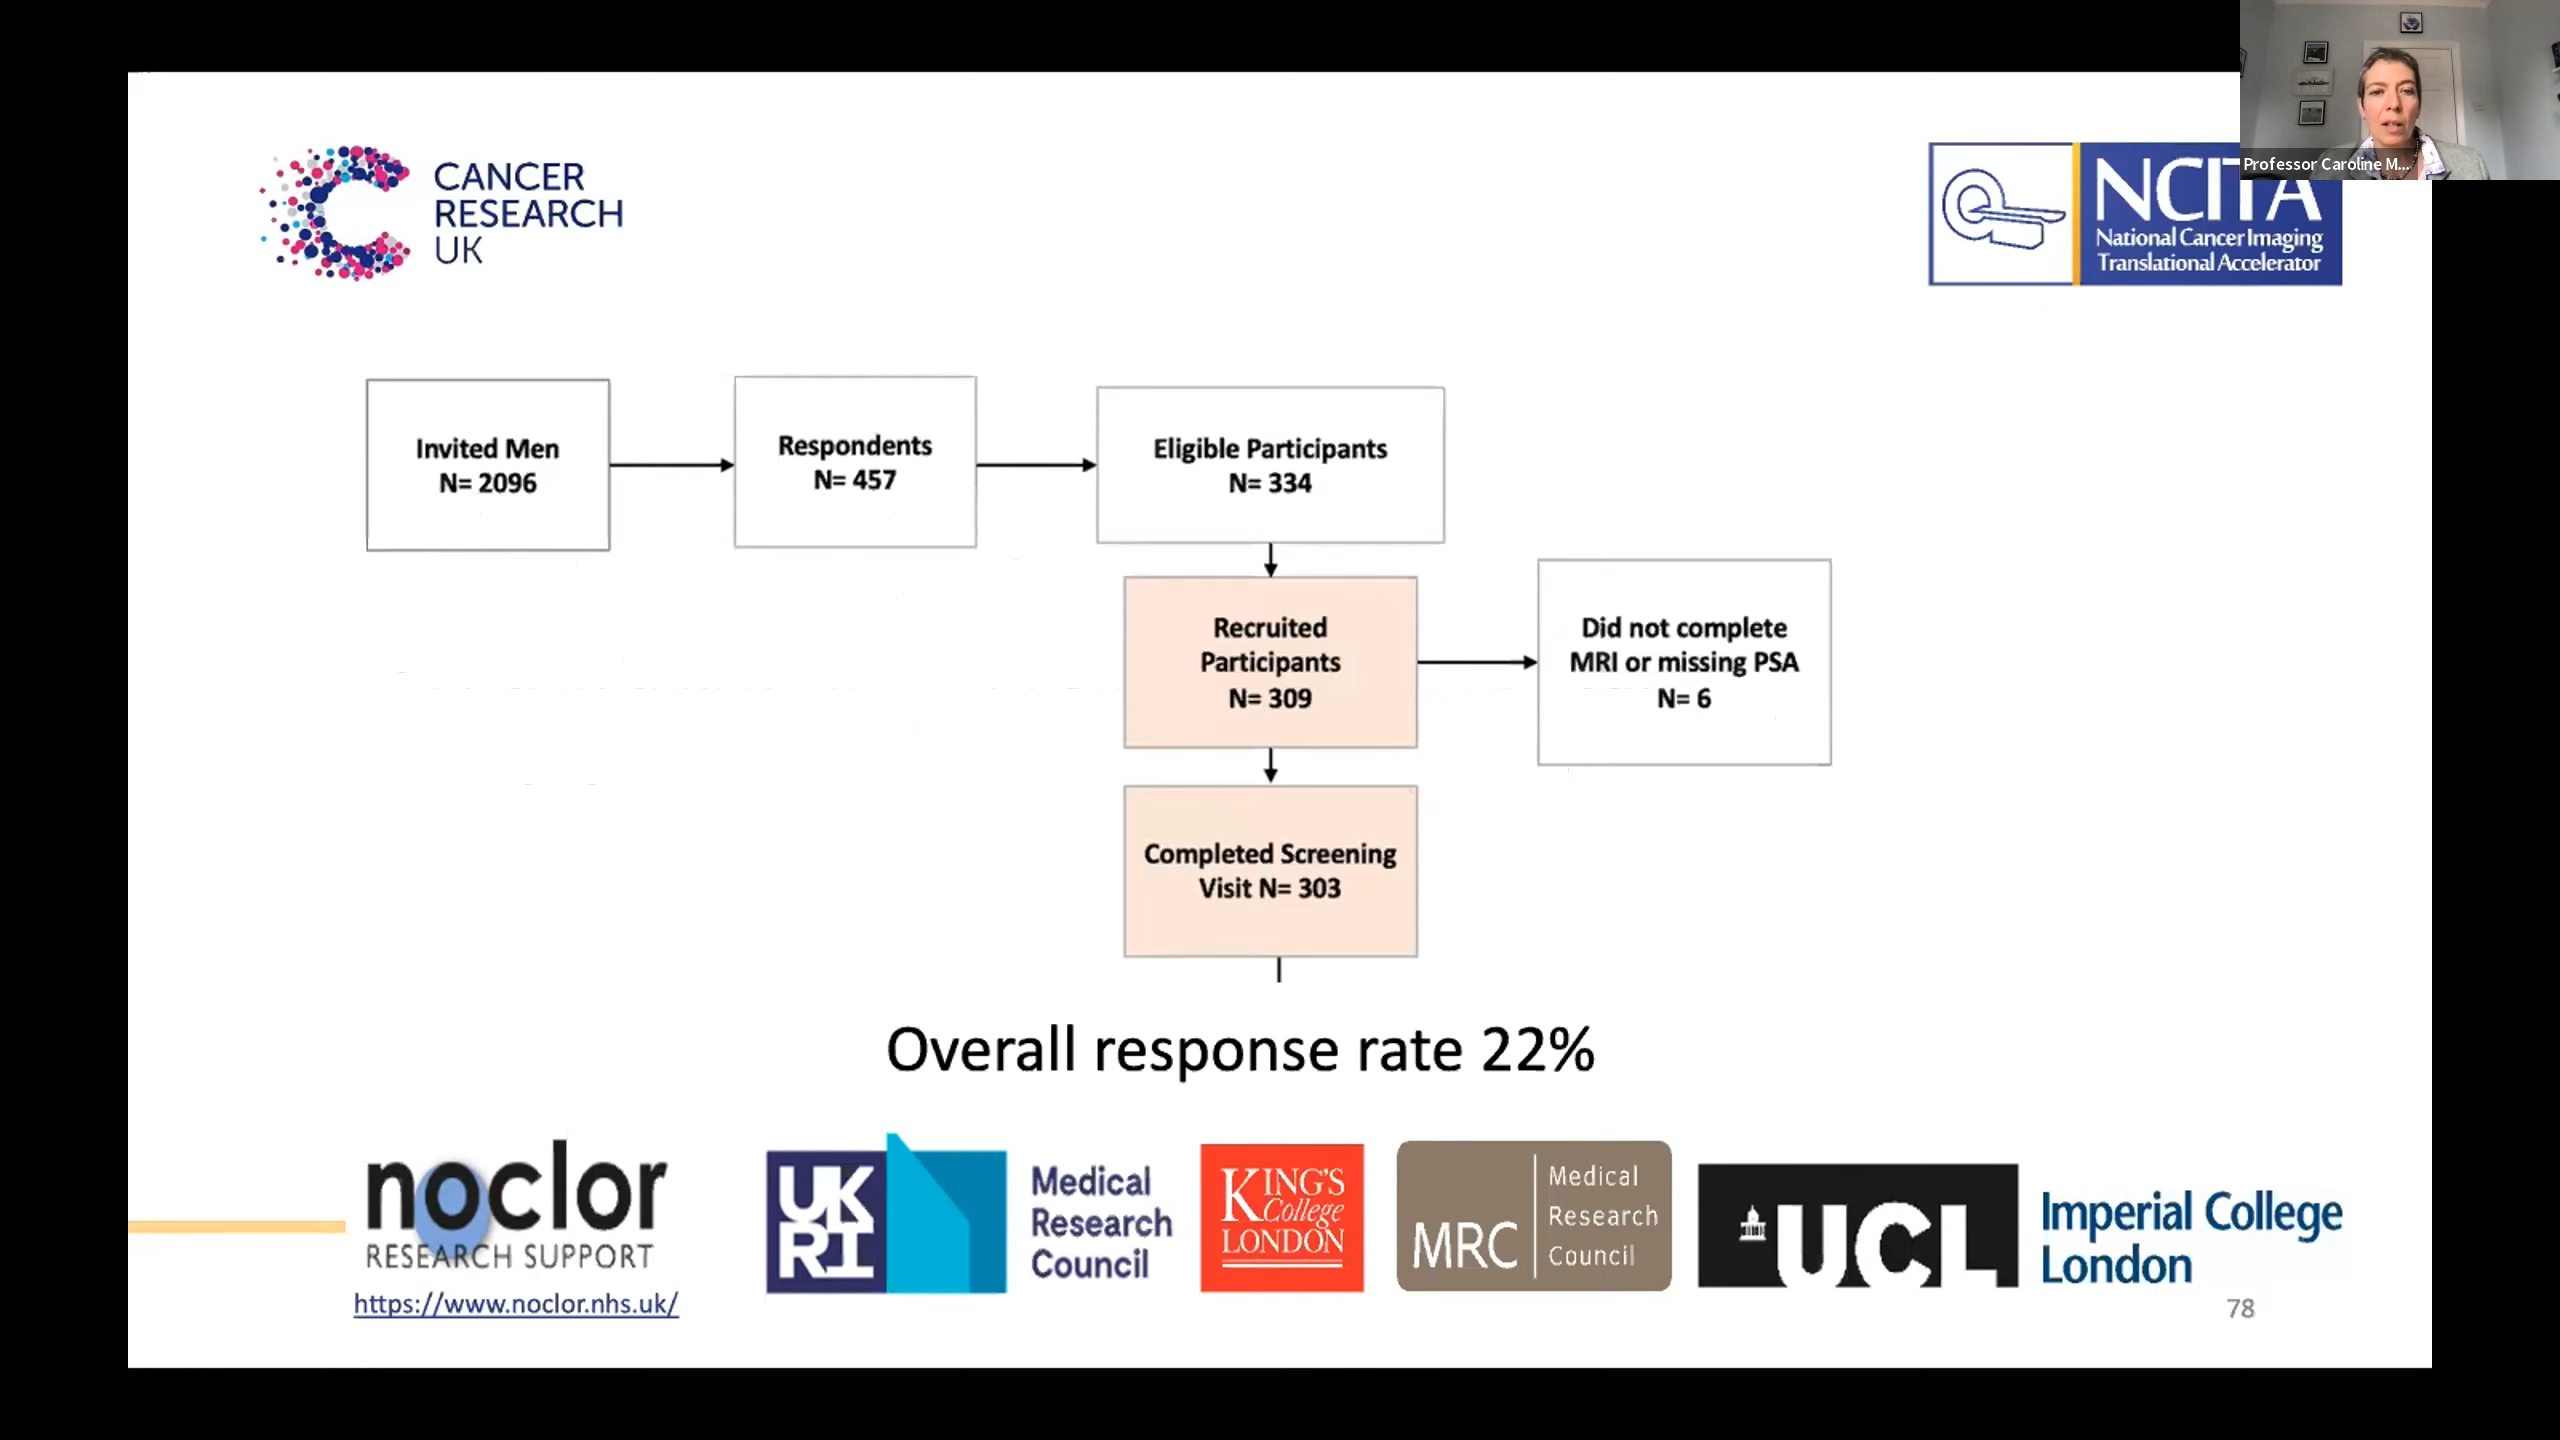 Professor Caroline M...
CANCER
RESEARCH
UK
NCITA
National Cancer Imaging
Translational Accelerator
Invited Men
N= 2096
Respondents
N= 457
Eligible Participants
N= 334
Recruited
Participants
N= 309
Did not complete
MRI or missing PSA
N= 6
Completed Screening
Visit N= 303
Overall response rate 22%
noclor
RESEARCH SUPPORT
https://www.noclor.nhs.uk/
UK
RI
Medical
Research
Council
KING'S
College
LONDON
MRC
Medical
Research
Council
UCL
Imperial College
London
78